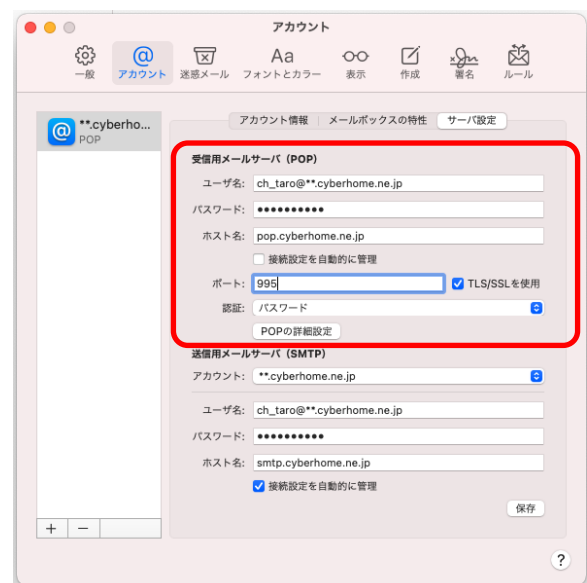 アカウント
一般
アカウント
迷惑メール
Aa
フォントとカラー
表示
作成
署名
ルール
@ **.cyberho...
POP
アカウント情報 メールボックスの特性 サーバ設定
受信用メールサーバ (POP)
ユーザ名: ch_taro@**.cyberhome.ne.jp
パスワード: ••••••••••
ホスト名: pop.cyberhome.ne.jp
接続設定を自動的に管理
ポート: 995 TLS/SSLを使用
認証: パスワード
POPの詳細設定
送信用メールサーバ (SMTP)
アカウント: **.cyberhome.ne.jp
ユーザ名: ch_taro@**.cyberhome.ne.jp
パスワード: ••••••••••
ホスト名: smtp.cyberhome.ne.jp
接続設定を自動的に管理
保存
+ −
?